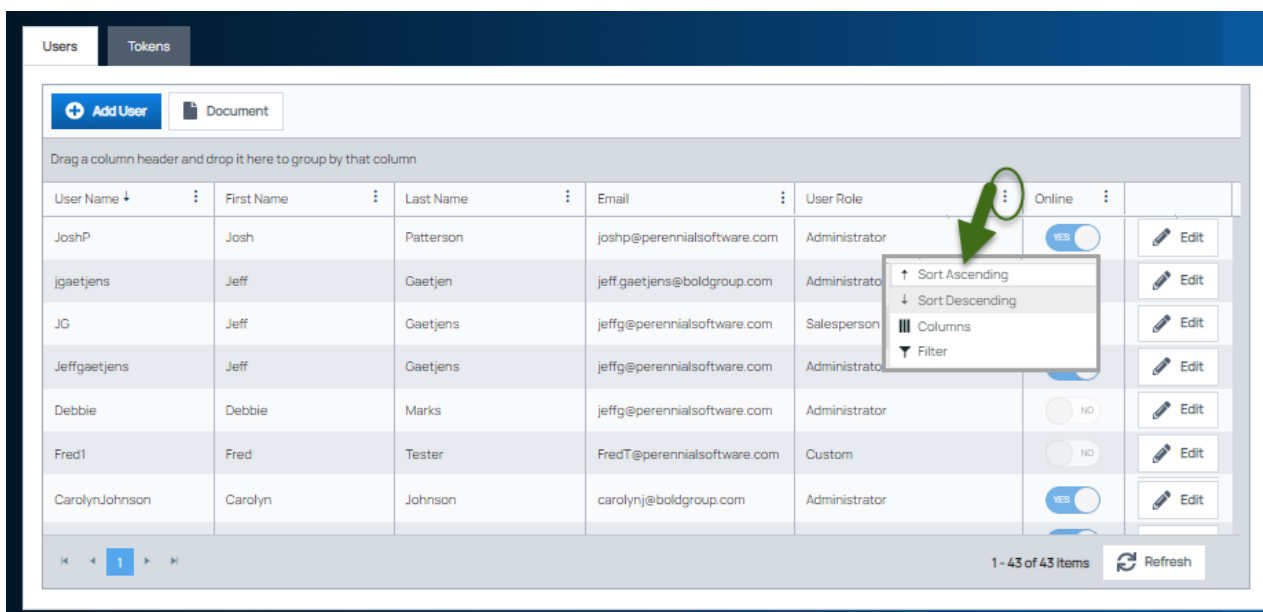 Users Tokens
Add User Document
Drag a column header and drop it here to group by that column
User Name ↓ First Name Last Name Email User Role Online
JoshP Josh Patterson joshp@perennialsoftware.com Administrator YES Edit
jgaetjens Jeff Gaetjen jeff.gaetjens@boldgroup.com Administrato Edit
↑ Sort Ascending
↓ Sort Descending
JG Jeff Gaetjens jeffg@perennialsoftware.com Salesperson Edit
Columns
Filter
Jeffgaetjens Jeff Gaetjens jeffg@perennialsoftware.com Administrato Edit
Debbie Debbie Marks jeffg@perennialsoftware.com Administrator NO Edit
Fred1 Fred Tester FredT@perennialsoftware.com Custom NO Edit
CarolynJohnson Carolyn Johnson carolynj@boldgroup.com Administrator YES Edit
1 1 - 43 of 43 items Refresh